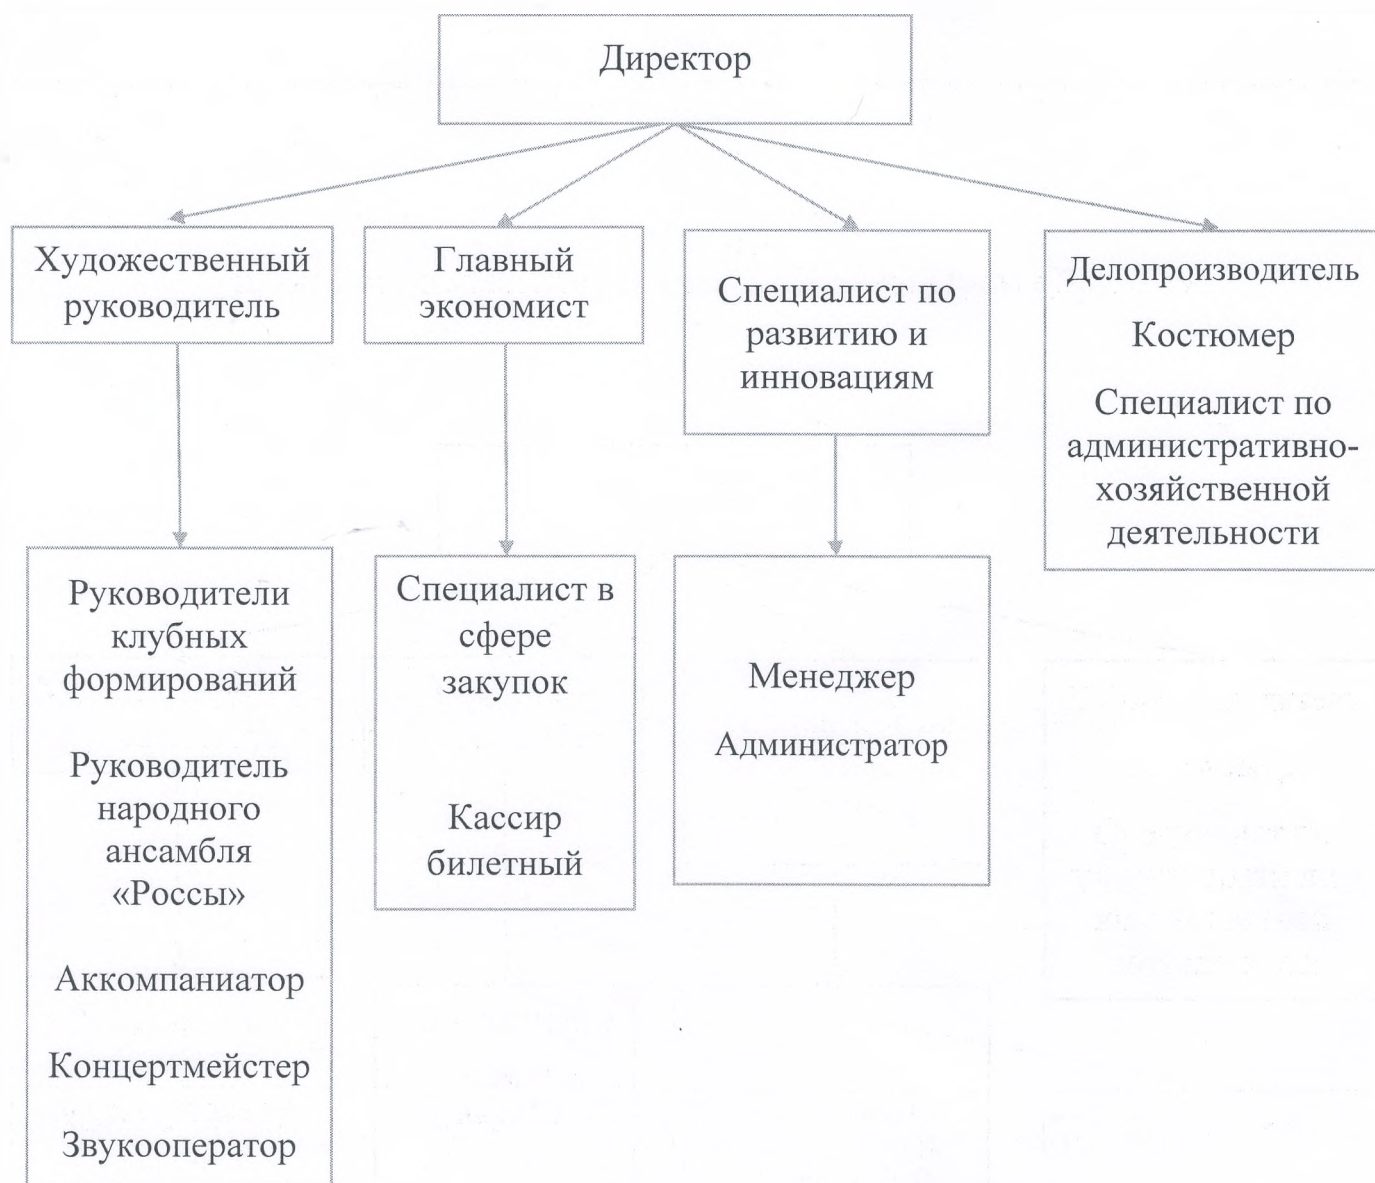 Директор
Художественный
руководитель
Главный
экономист
Специалист по
развитию и
инновациям
Делопроизводитель
Костюмер
Специалист по
административно-
хозяйственной
деятельности
Руководители
клубных
формирований
Руководитель
народного
ансамбля
«Россы»
Аккомпаниатор
Концертмейстер
Звукооператор
Специалист в
сфере
закупок
Кассир
билетный
Менеджер
Администратор